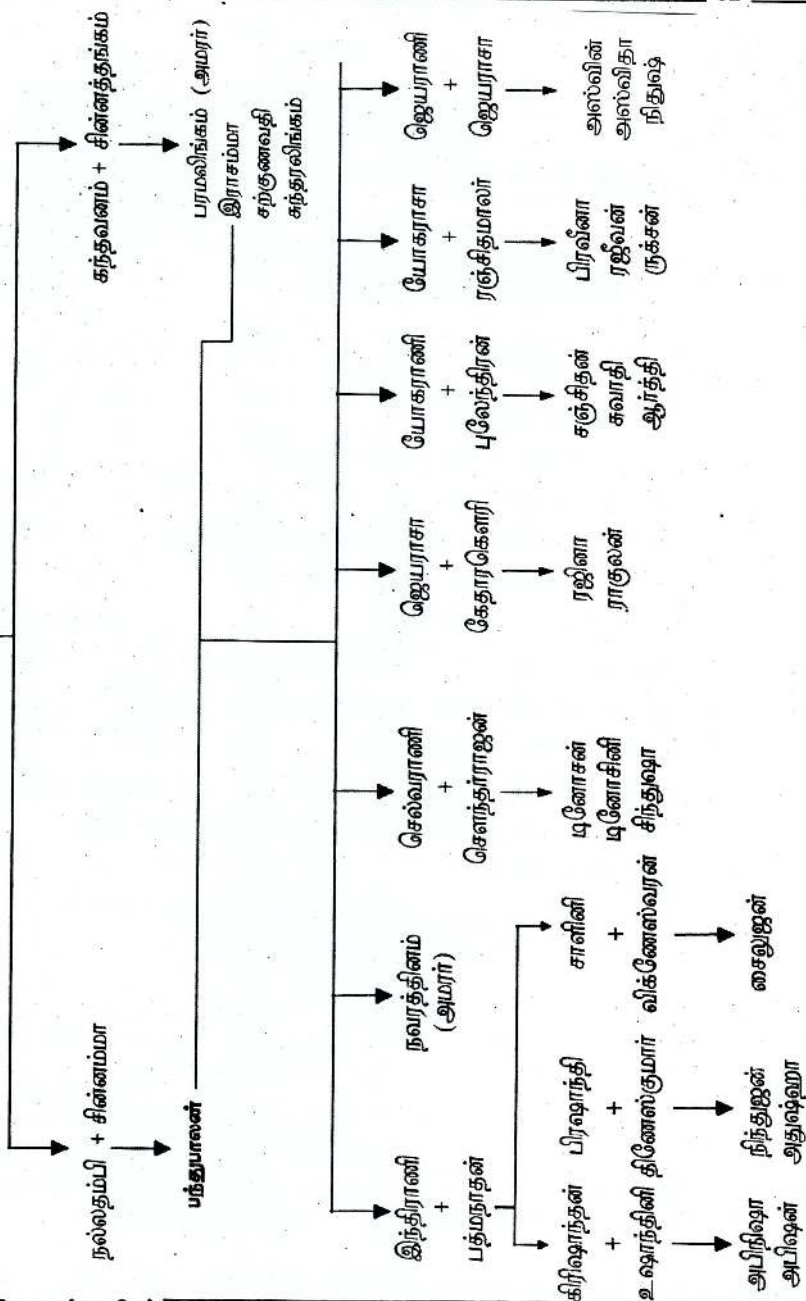 நல்லதம்பி + சின்னம்மா
கந்தவனம் + சின்னத்தங்கம்
பந்துபாலன்
பரமலிங்கம் (அமரர்)
இராசம்மா
சற்குணவதி
சுந்தரலிங்கம்
இந்திராணி
+
பத்மநாதன்
நவரத்தினம்
(அமரர்)
செல்வராணி
+
சௌந்தர்ராஜன்
ஜெயராசா
+
கேதாரகௌரி
யோகராணி
+
புலேந்திரன்
யோகராசா
+
ரஞ்சிதமாலர்
ஜெயராணி
+
ஜெயராசா
கிரிஷாந்தன்
+
உஷாந்தினி
பிரஷாந்தி
+
தினேஸ்குமார்
சாளினி
+
விக்ணேஸ்வரன்
டினோசன்
டினோசினி
சிந்துஷா
ரஜினா
ராகுலன்
சஞ்சிதன்
சுவாதி
ஆர்த்தி
பிரவீனா
ரஜீவன்
ருக்சன்
அஸ்வின்
அஸ்விதா
நிதுஷ்
அபிநிஷா
அபிஷன்
நிந்துஜன்
அதுஷ்ஹா
சைலுஜன்